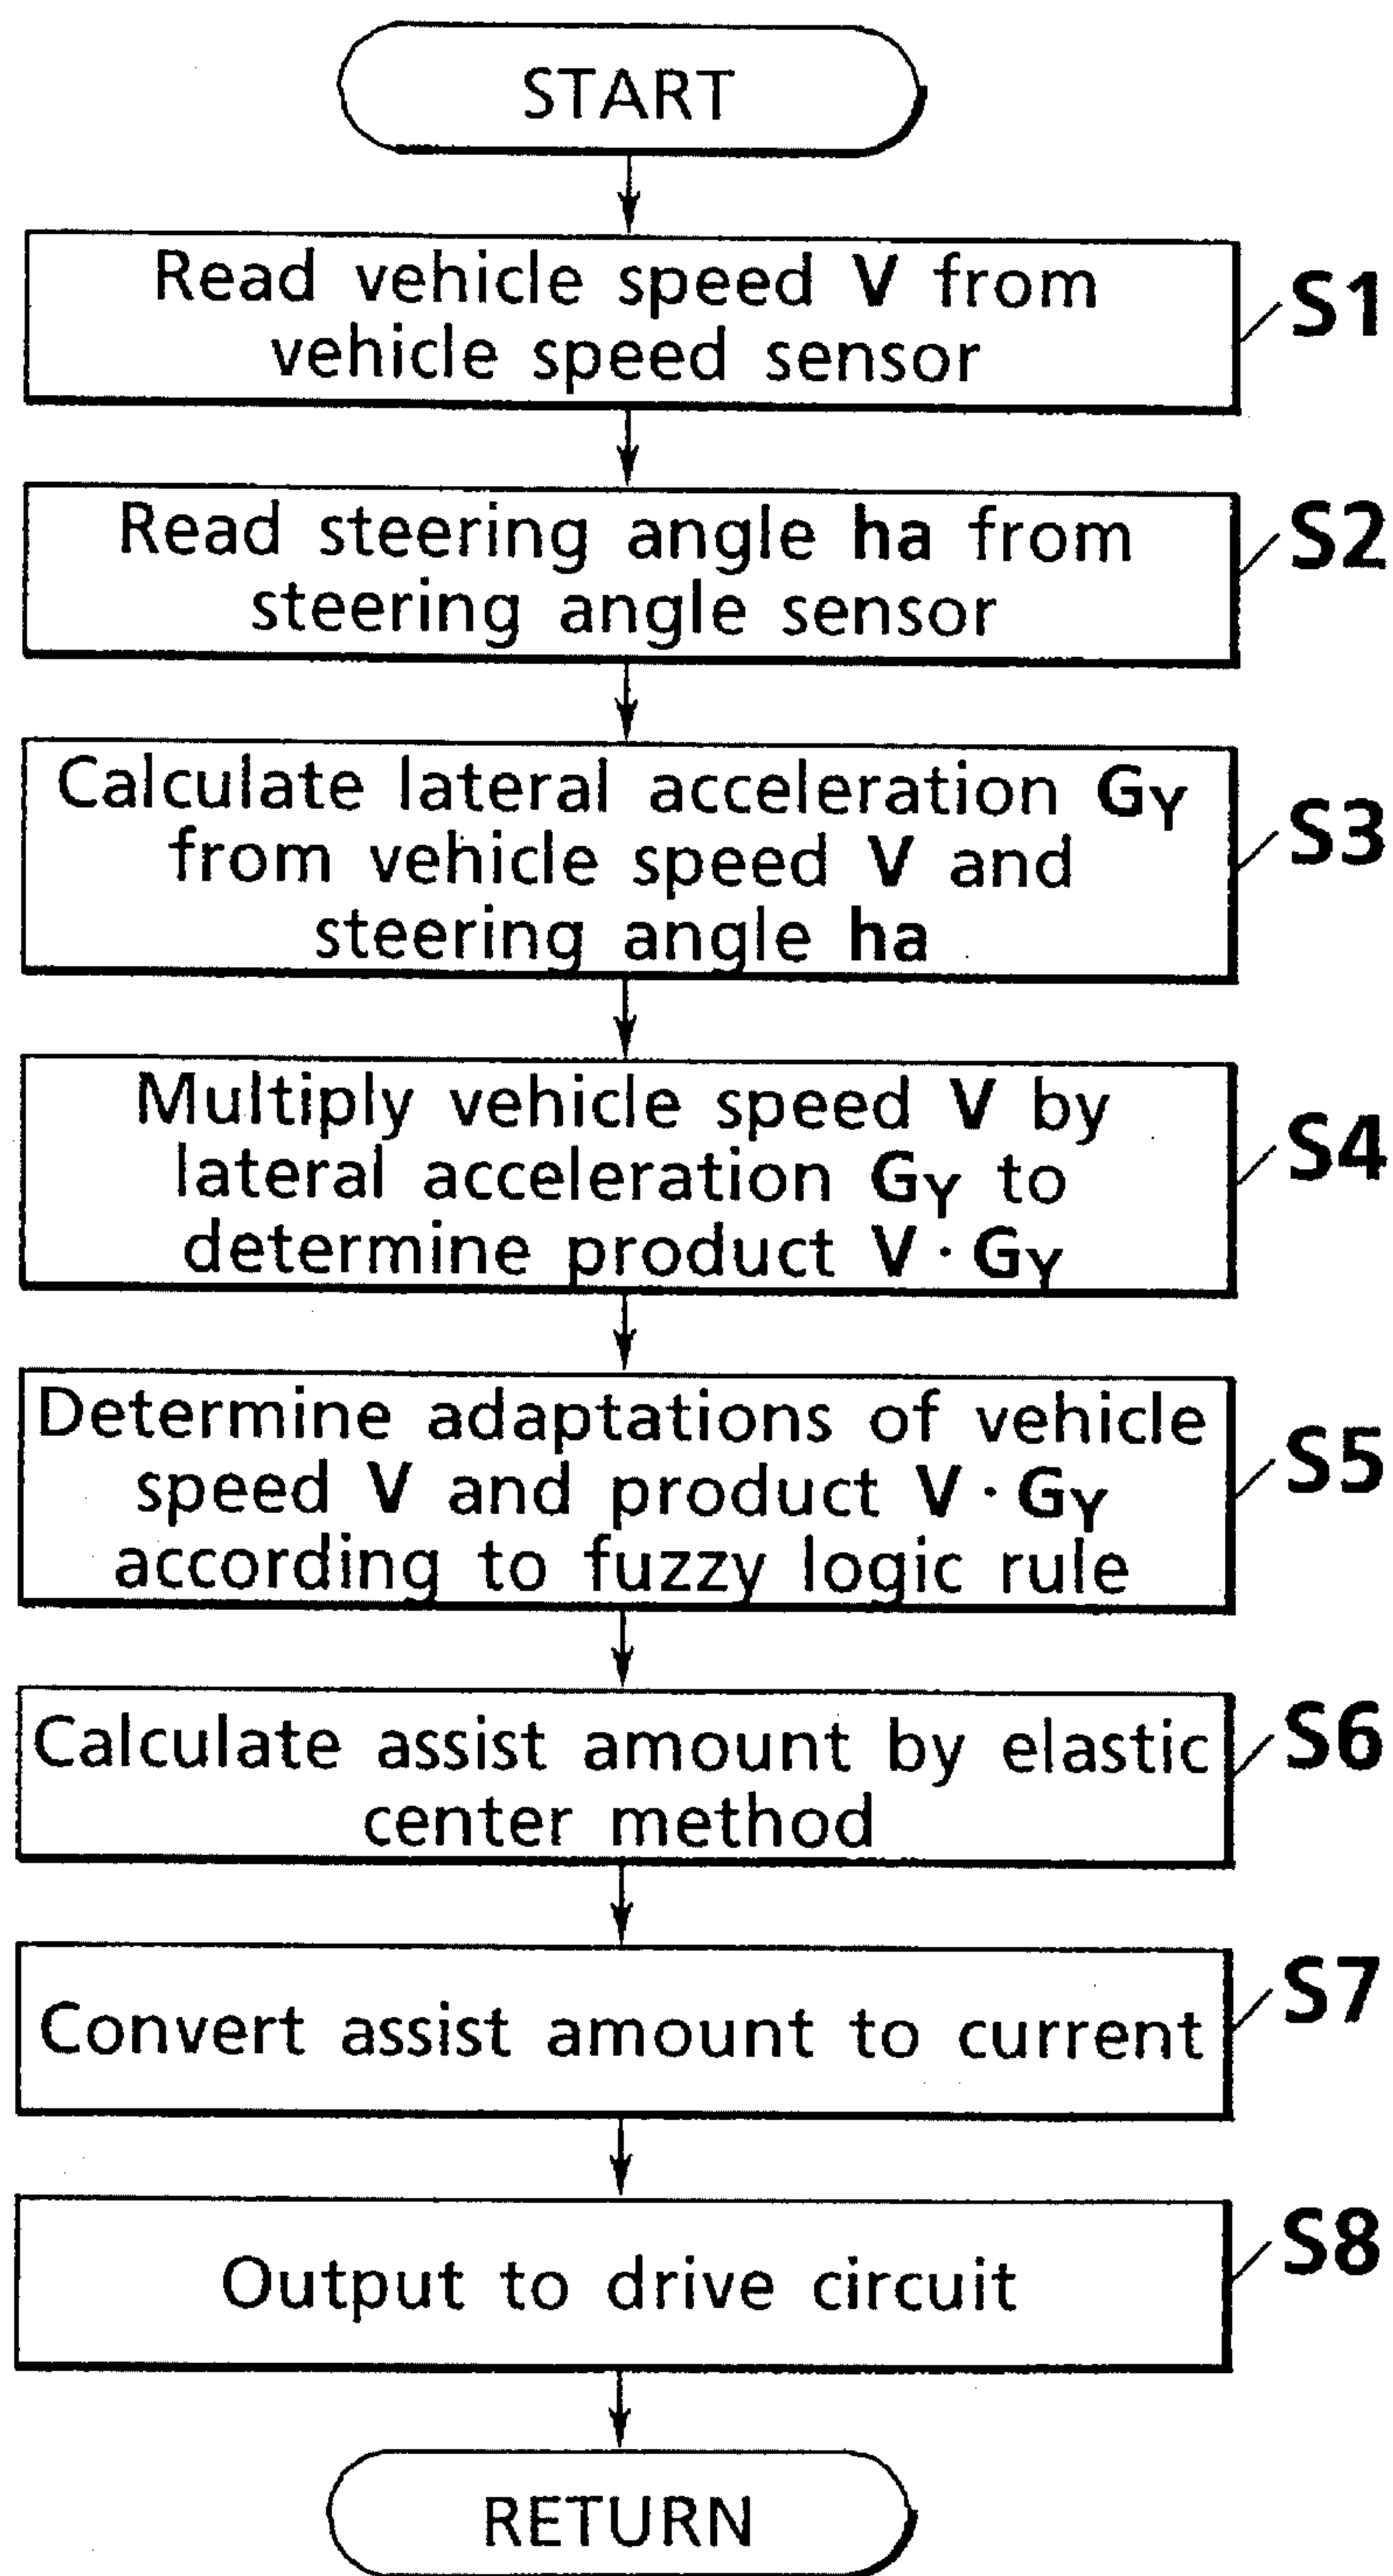 START
Read vehicle speed V from
vehicle speed sensor
S1
Read steering angle ha from
steering angle sensor
S2
Calculate lateral acceleration GY
from vehicle speed V and
steering angle ha
S3
Multiply vehicle speed V by
lateral acceleration GY to
determine product V · GY
S4
Determine adaptations of vehicle
speed V and product V · GY
according to fuzzy logic rule
S5
Calculate assist amount by elastic
center method
S6
Convert assist amount to current
S7
Output to drive circuit
S8
RETURN